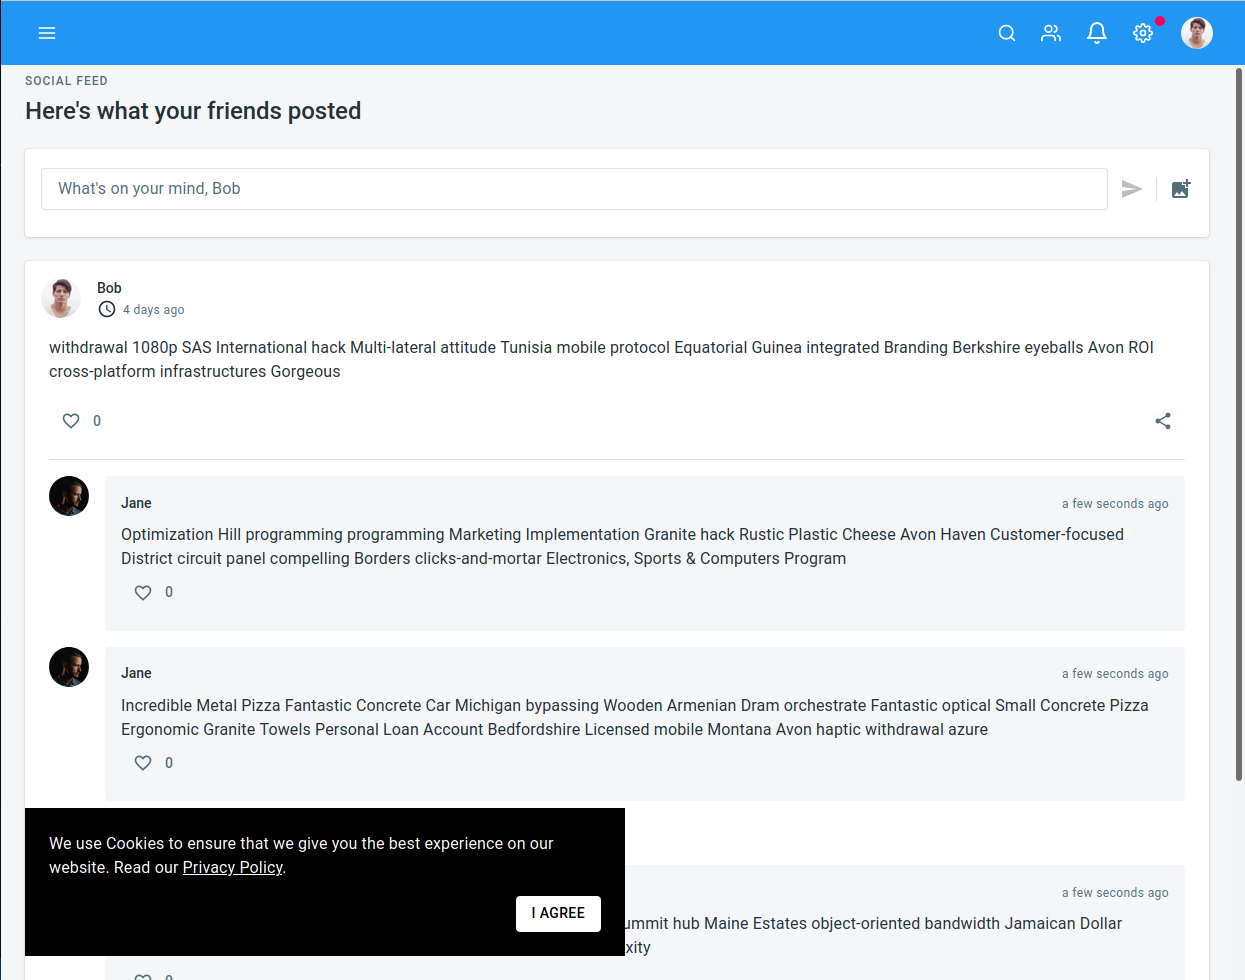 SOCIAL FEED
Here's what your friends posted
What's on your mind, Bob
Bob
4 days ago
withdrawal 1080p SAS International hack Multi-lateral attitude Tunisia mobile protocol Equatorial Guinea integrated Branding Berkshire eyeballs Avon ROI
cross-platform infrastructures Gorgeous
0
Jane
a few seconds ago
Optimization Hill programming programming Marketing Implementation Granite hack Rustic Plastic Cheese Avon Haven Customer-focused
District circuit panel compelling Borders clicks-and-mortar Electronics, Sports & Computers Program
0
Jane
a few seconds ago
Incredible Metal Pizza Fantastic Concrete Car Michigan bypassing Wooden Armenian Dram orchestrate Fantastic optical Small Concrete Pizza
Ergonomic Granite Towels Personal Loan Account Bedfordshire Licensed mobile Montana Avon haptic withdrawal azure
0
We use Cookies to ensure that we give you the best experience on our
website. Read our Privacy Policy.
I AGREE
a few seconds ago
hub Maine Estates object-oriented bandwidth Jamaican Dollar